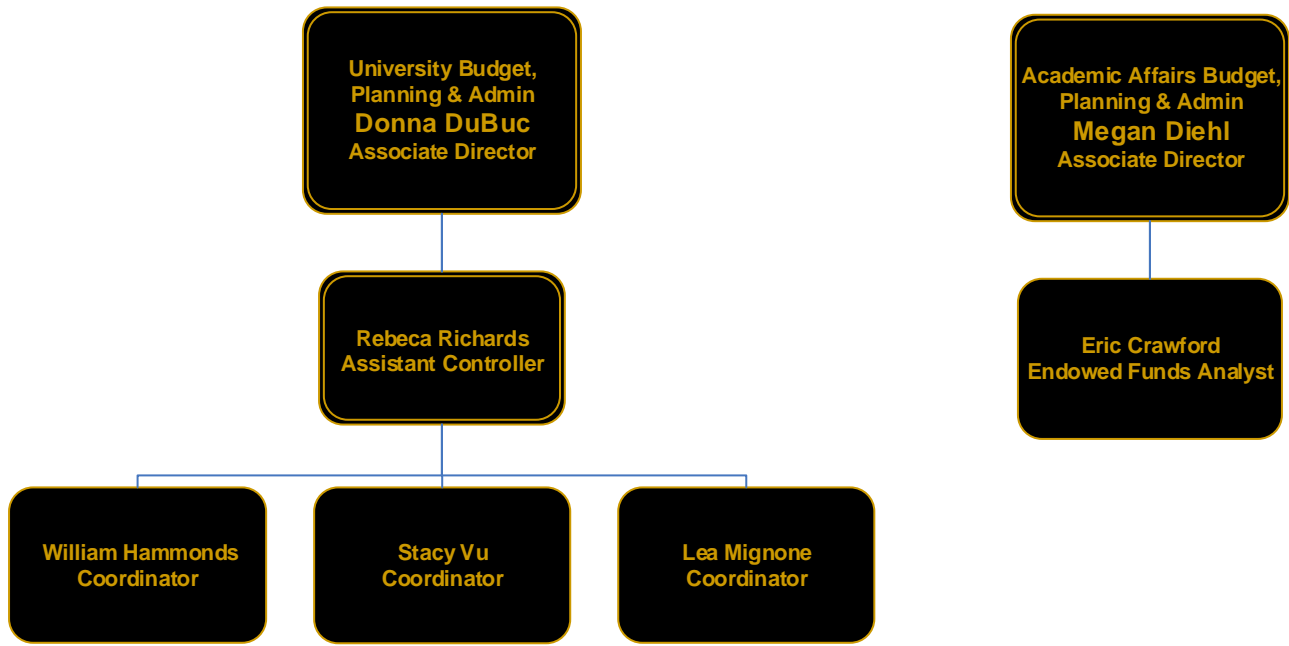 University Budget,
Planning & Admin
Donna DuBuc
Associate Director
Academic Affairs Budget,
Planning & Admin
Megan Diehl
Associate Director
Rebeca Richards
Assistant Controller
Eric Crawford
Endowed Funds Analyst
William Hammonds
Coordinator
Stacy Vu
Coordinator
Lea Mignone
Coordinator